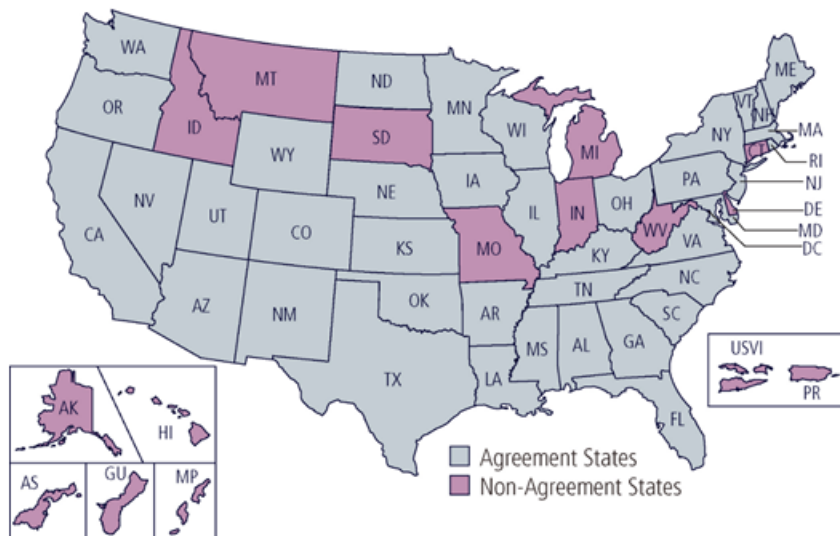 WA
MT
ND
MN
ME
VT
NH
OR
ID
SD
WI
MI
NY
MA
CT
RI
WY
IA
PA
NJ
NE
NV
UT
CO
IL
IN
OH
DE
CA
KS
MO
WV
VA
MD
KY
DC
NC
TN
AZ
NM
OK
AR
SC
MS
AL
GA
TX
LA
USVI
PR
FL
AK
HI
AS
GU
MP
Agreement States
Non-Agreement States